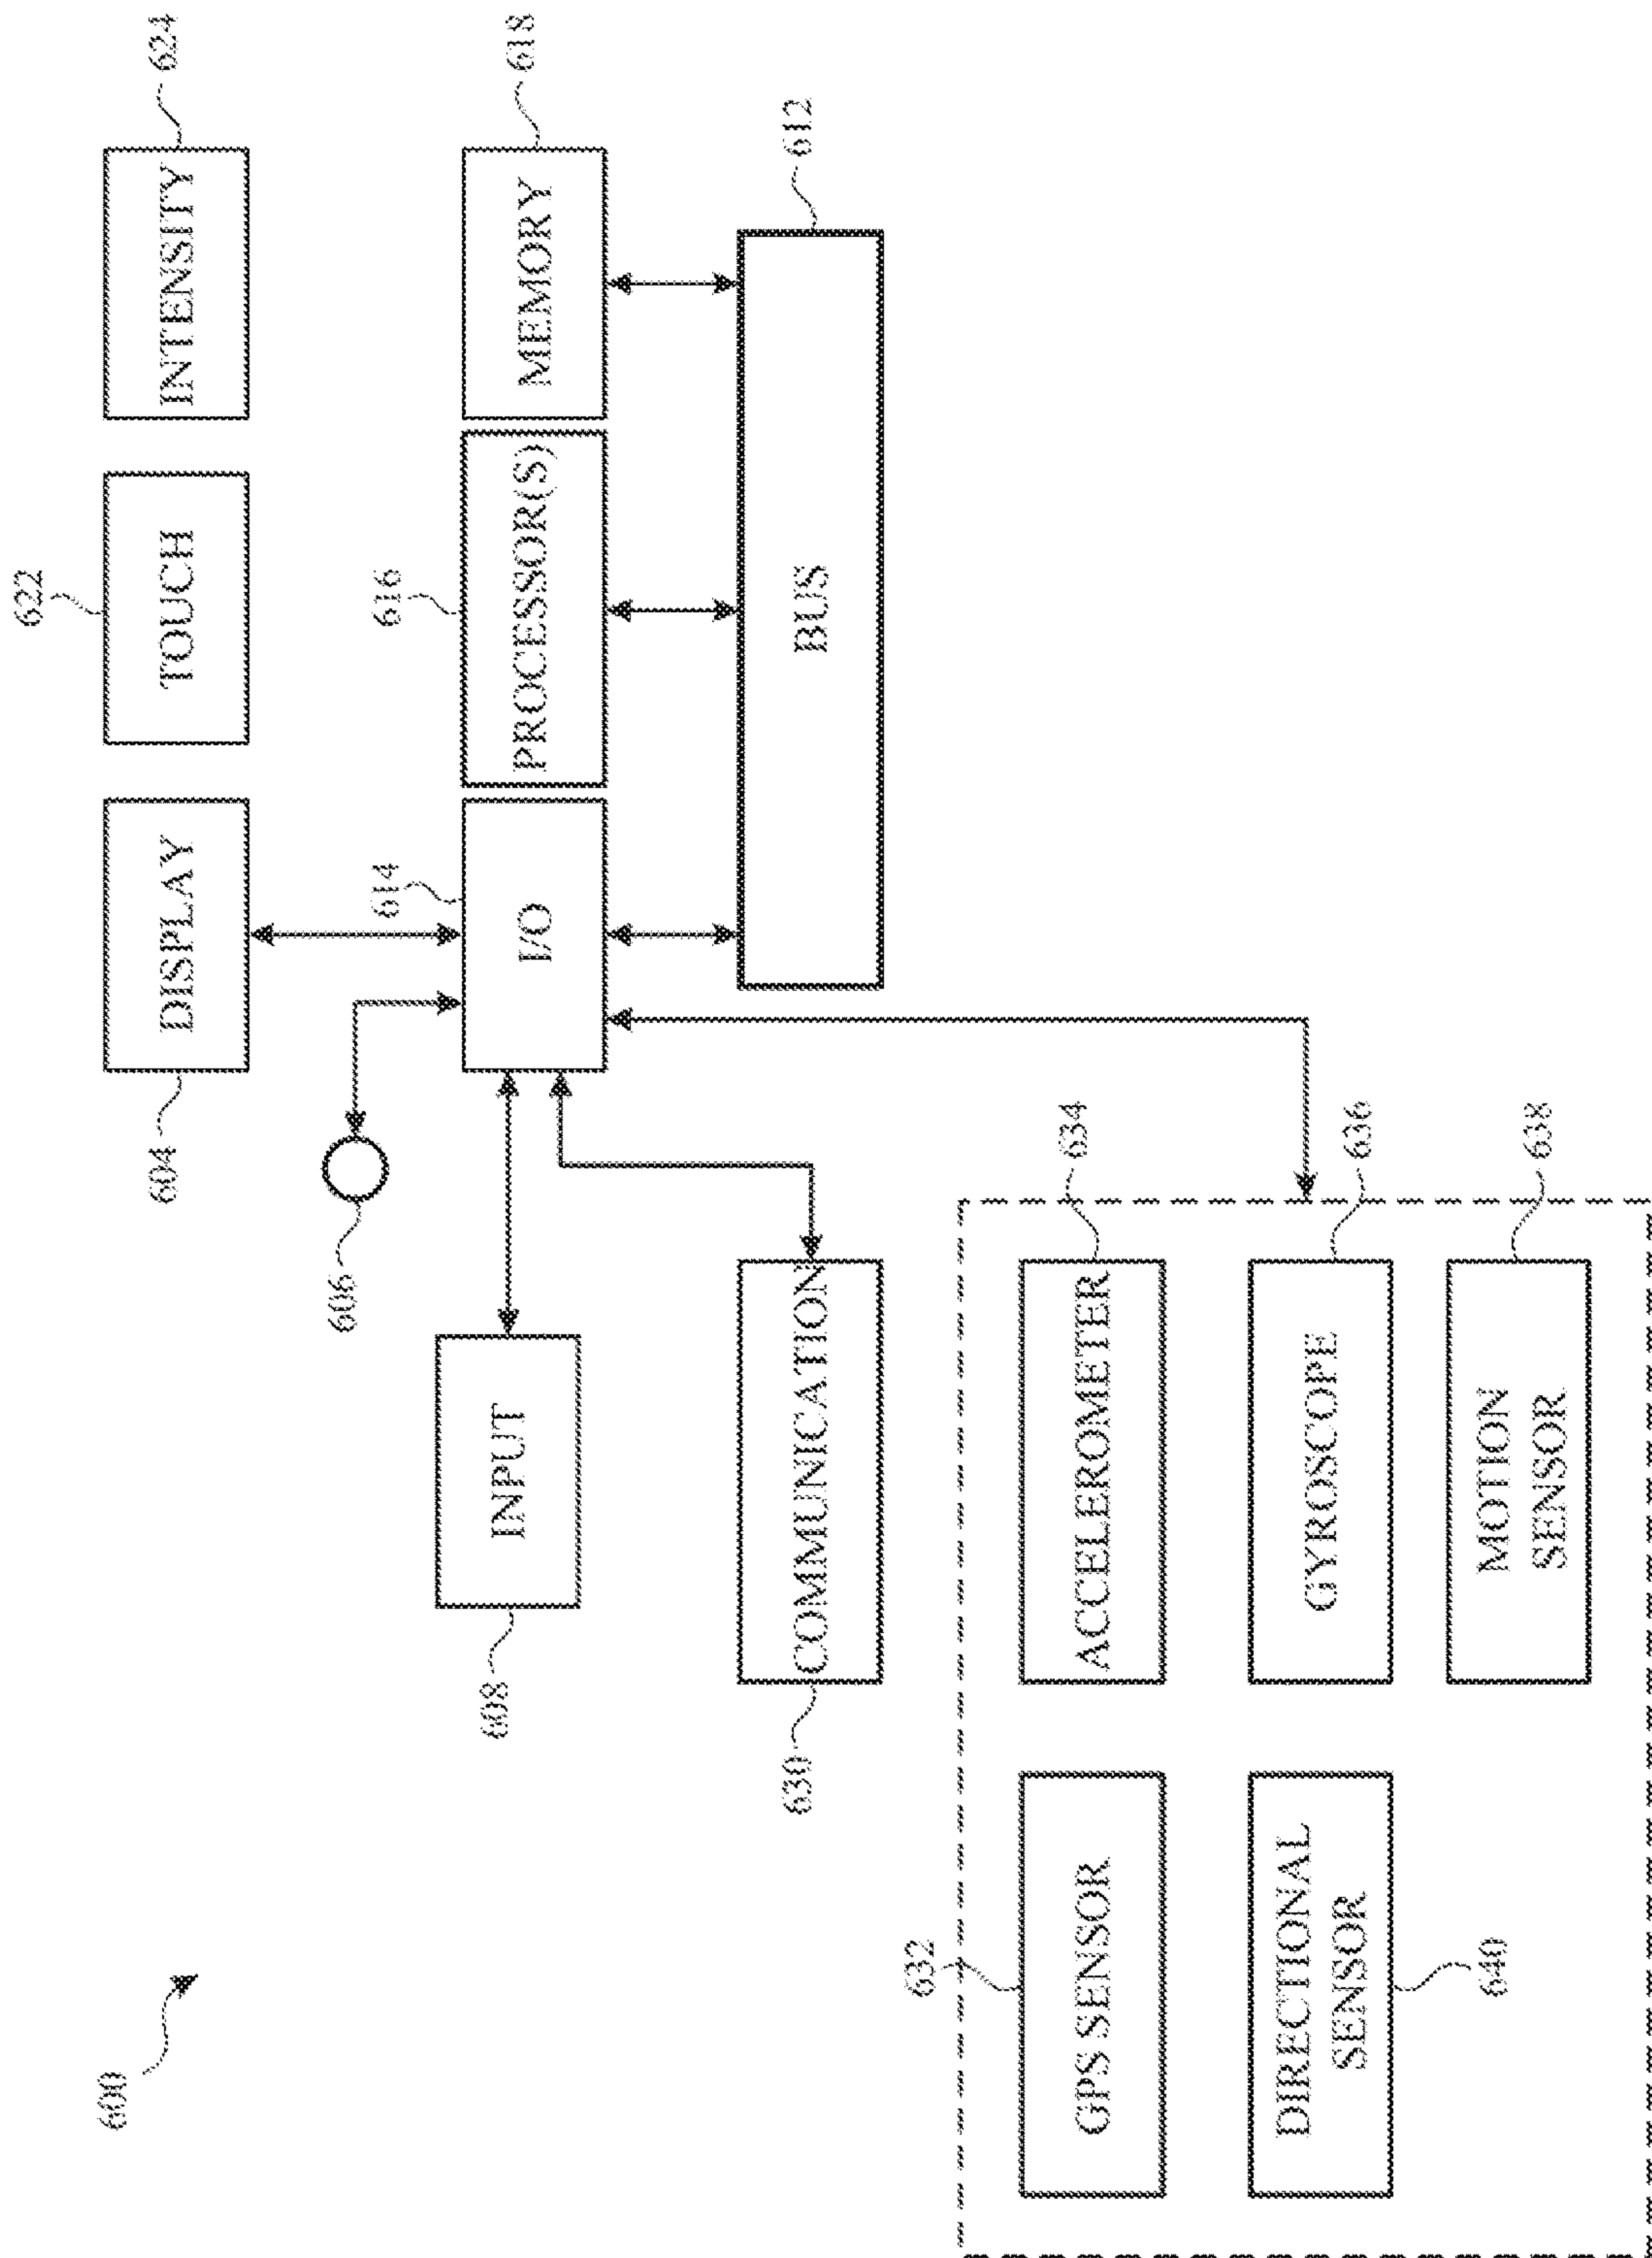 600
622
604
DISPLAY
TOUCH
INTENSITY
624
606
614
616
608
INPUT
I/O
PROCESSOR(S)
MEMORY
618
630
COMMUNICATION
BUS
612
632
GPS SENSOR
ACCELEROMETER
634
DIRECTIONAL
SENSOR
GYROSCOPE
636
640
MOTION
SENSOR
638